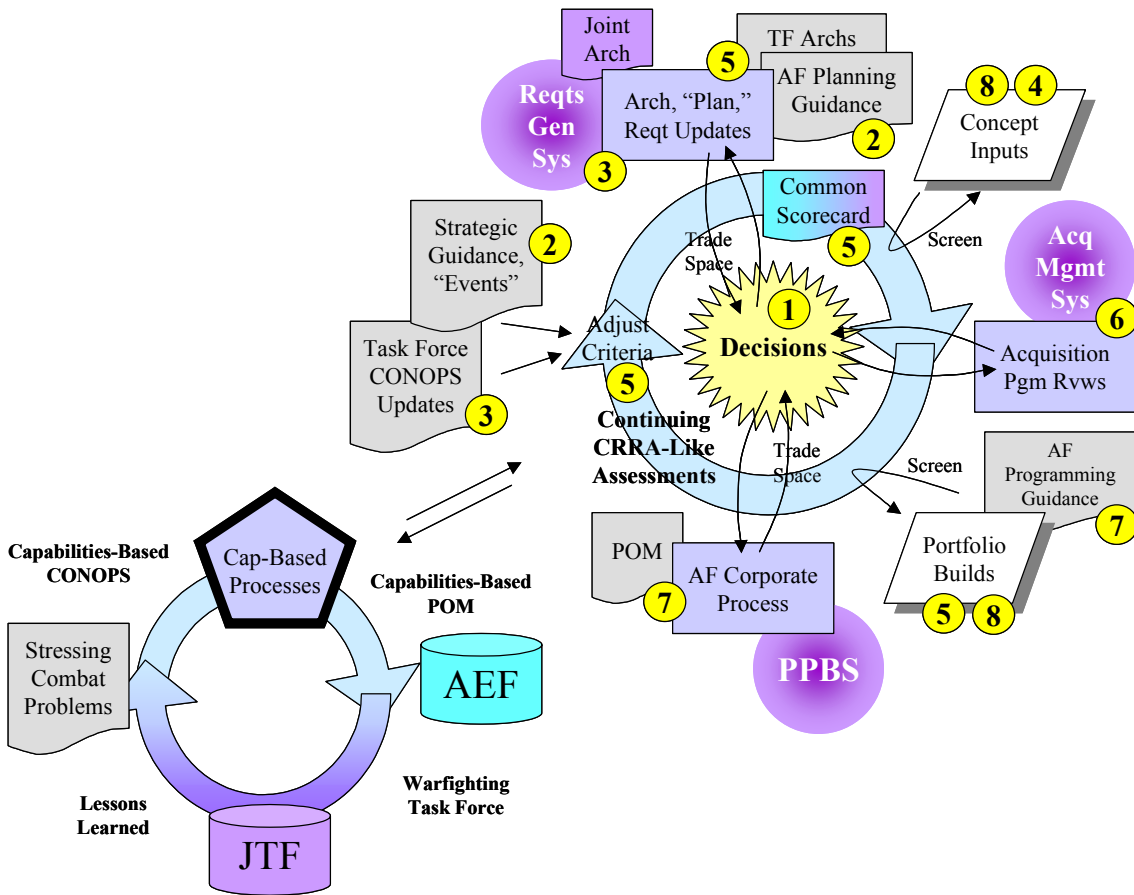 Joint
Arch
5
TF Archs
AF Planning
Guidance
2
Reqts
Gen
Sys
3
Arch, “Plan,”
Reqt Updates
8
4
Concept
Inputs
Common
Scorecard
5
Screen
Trade
Space
Acq
Mgmt
Sys
6
Acquisition
Pgm Rvws
Strategic
Guidance,
“Events”
2
Task Force
CONOPS
Updates
3
Adjust
Criteria
5
1
Decisions
Continuing
CRRA-Like
Assessments
Trade
Space
Screen
AF
Programming
Guidance
7
Portfolio
Builds
5
8
POM
7
AF Corporate
Process
PPBS
Capabilities-Based
CONOPS
Cap-Based
Processes
Capabilities-Based
POM
Stressing
Combat
Problems
AEF
Lessons
Learned
Warfighting
Task Force
JTF